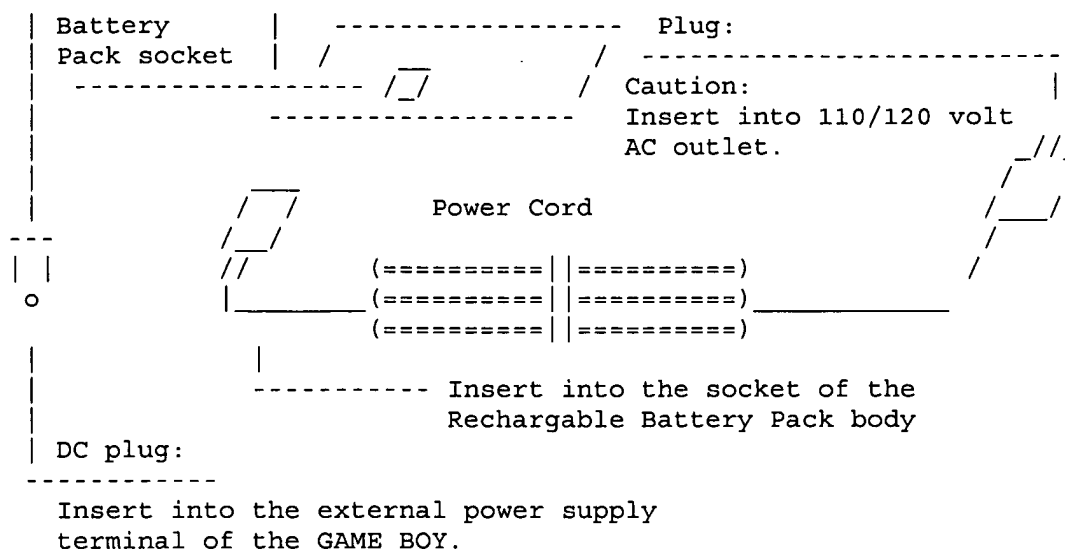 Battery
Pack socket
Plug:
Caution:
Insert into 110/120 volt
AC outlet.
Power Cord
Insert into the socket of the
Rechargable Battery Pack body
DC plug:
Insert into the external power supply
terminal of the GAME BOY.